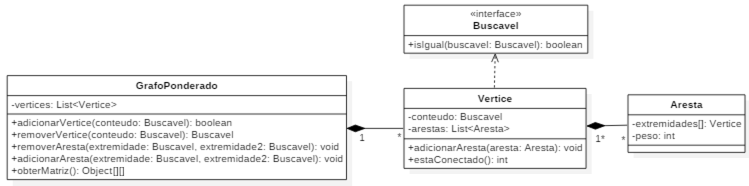 «interface»
Buscavel
+isIgual(buscavel: Buscavel): boolean
GrafoPonderado
-vertices: List<Vertice>
+adicionarVertice(conteudo: Buscavel): boolean
+removerVertice(conteudo: Buscavel): Buscavel
+removerAresta(extremidade: Buscavel, extremidade2: Buscavel): void
+adicionarAresta(extremidade: Buscavel, extremidade2: Buscavel): void
+obterMatriz(): Object[][]
1
*
Vertice
-conteudo: Buscavel
-arestas: List<Aresta>
+adicionarAresta(aresta: Aresta): void
+estaConectado(): int
1*
*
Aresta
-extremidades[]: Vertice
-peso: int